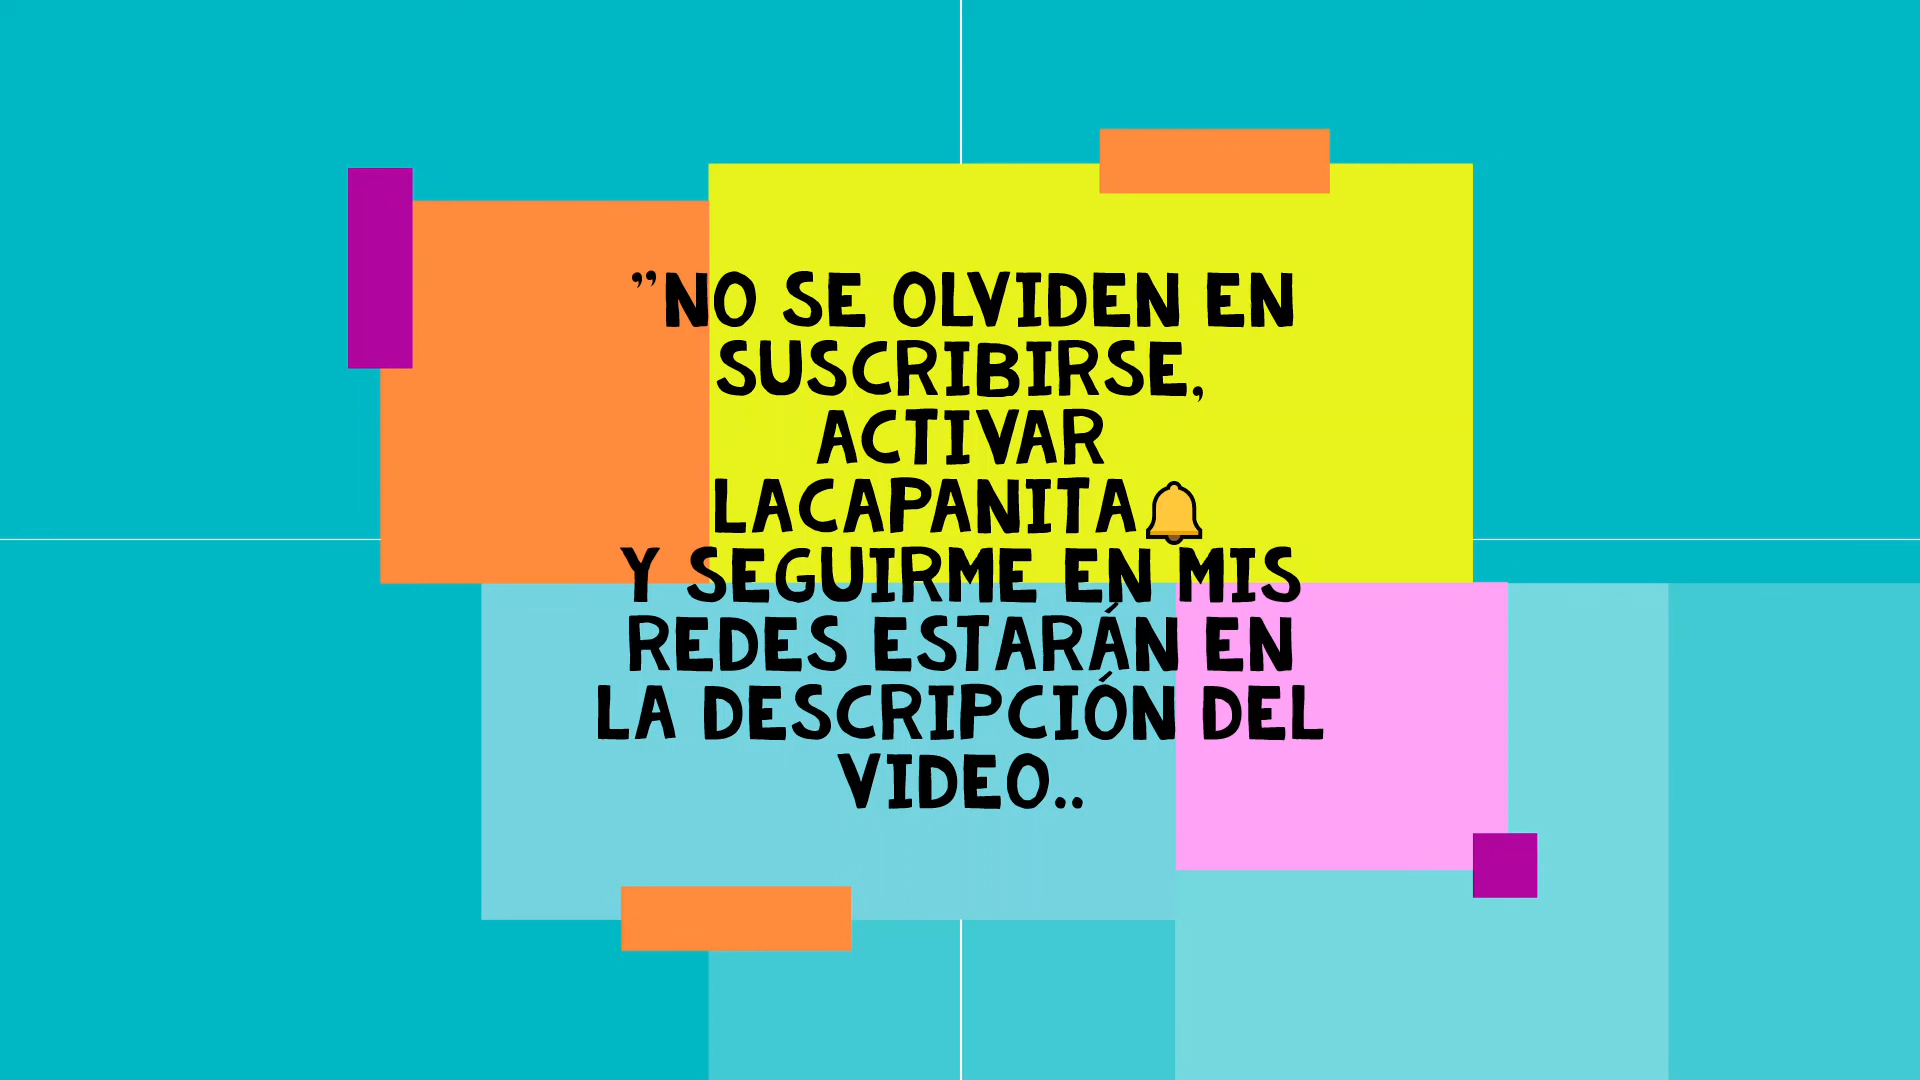 ”NO SE OLVIDEN EN
SUSCRIBIRSE,
ACTIVAR
LACAPANITA🔔
Y SEGUIRME EN MIS
REDES ESTARÁN EN
LA DESCRIPCIÓN DEL
VIDEO..